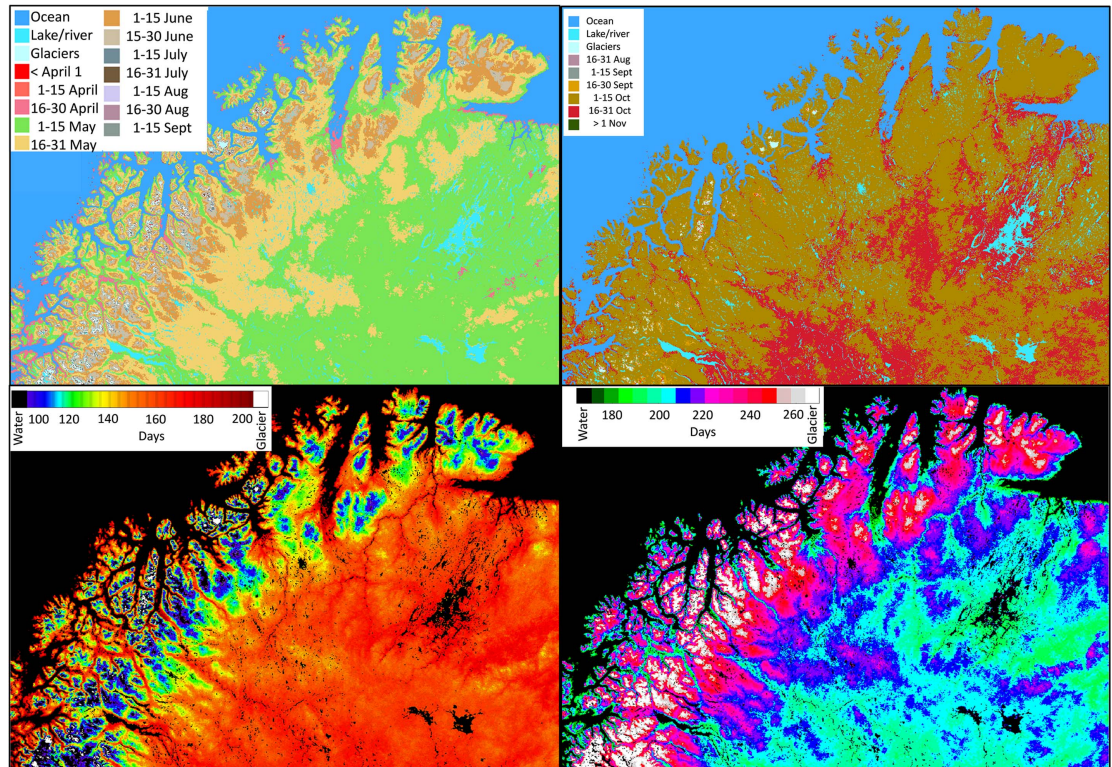 Ocean
Lake/river
Glaciers
< April 1
1-15 April
16-30 April
1-15 May
16-31 May
1-15 June
15-30 June
1-15 July
16-31 July
1-15 Aug
16-30 Aug
1-15 Sept
Ocean
Lake/river
Glaciers
16-31 Aug
1-15 Sept
16-30 Sept
1-15 Oct
16-31 Oct
> 1 Nov
Water
100 120 140 160 180 200
Glacier
Days
Water
180 200 220 240 260
Glacier
Days